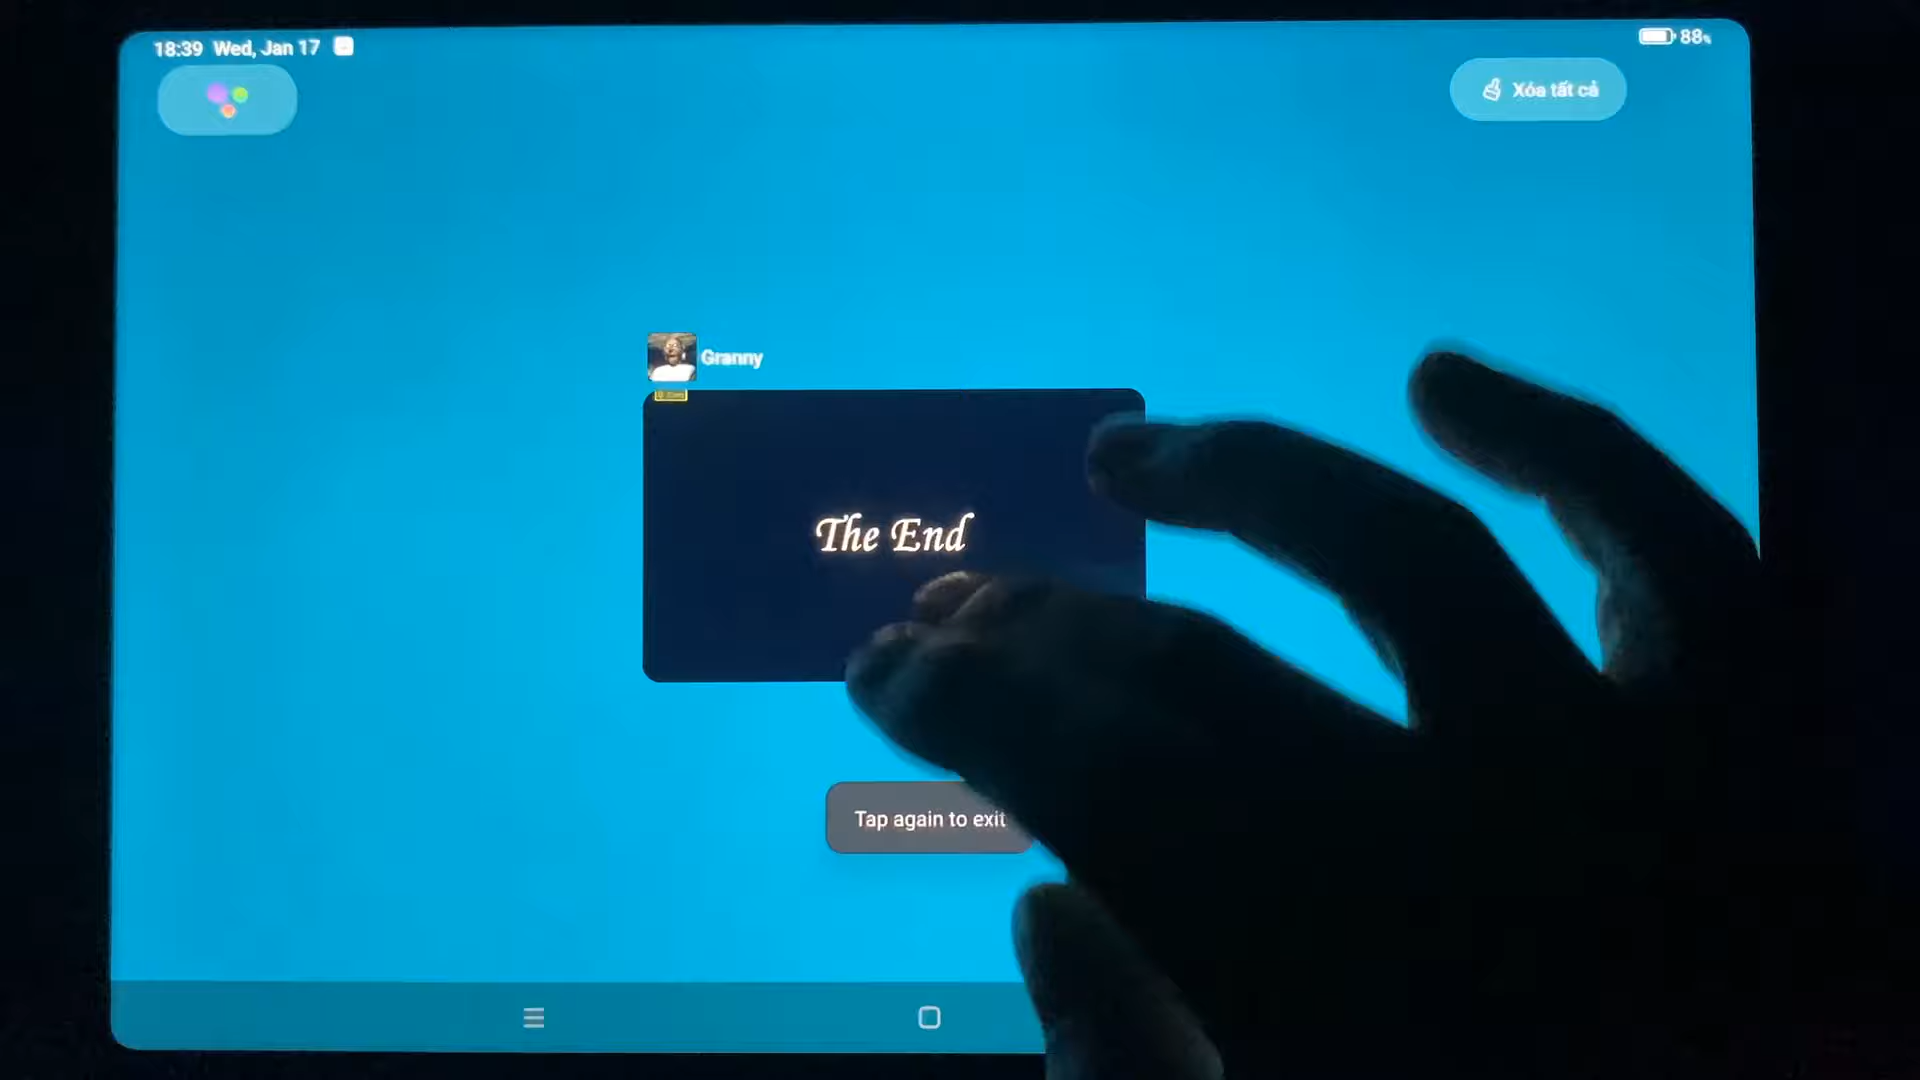 18:39 Wed, Jan 17
88%
Xóa tất cả
Granny
The End
Tap again to exit